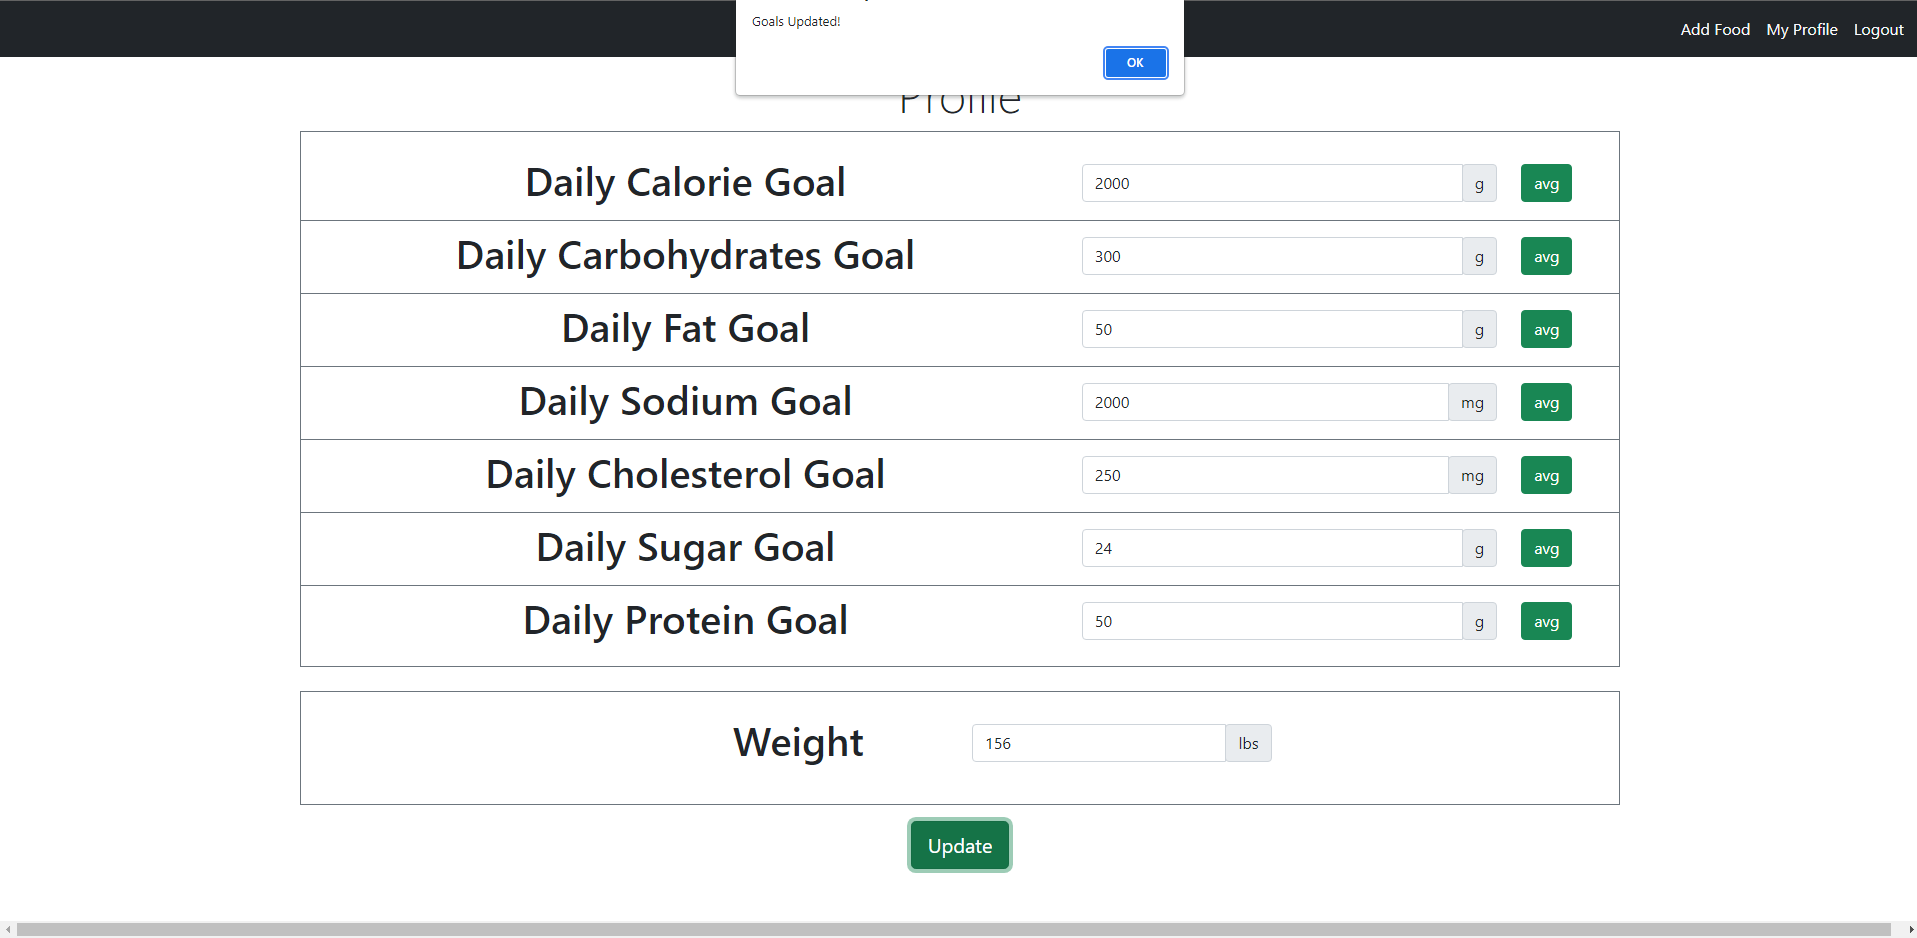 Goals Updated!
OK
Add Food My Profile Logout
Profile
Daily Calorie Goal 2000 g avg
Daily Carbohydrates Goal 300 g avg
Daily Fat Goal 50 g avg
Daily Sodium Goal 2000 mg avg
Daily Cholesterol Goal 250 mg avg
Daily Sugar Goal 24 g avg
Daily Protein Goal 50 g avg
Weight 156 lbs
Update